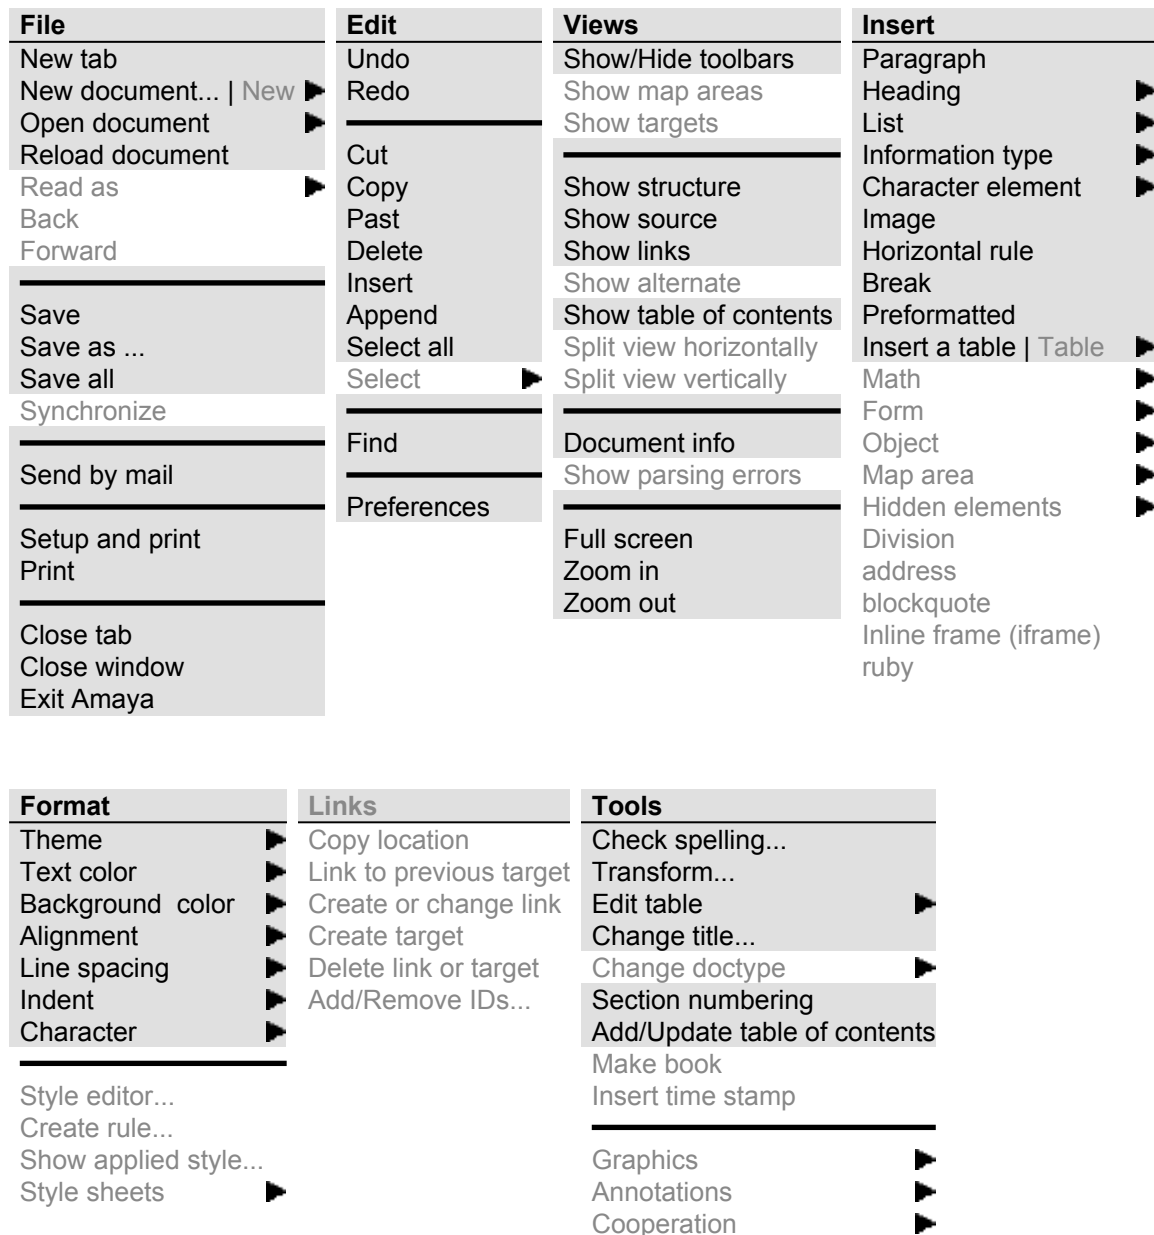 File
New tab
New document... | New
Open document
Reload document
Read as
Back
Forward
Save
Save as ...
Save all
Synchronize
Send by mail
Setup and print
Print
Close tab
Close window
Exit Amaya
Edit
Undo
Redo
Cut
Copy
Past
Delete
Insert
Append
Select all
Select
Find
Preferences
Views
Show/Hide toolbars
Show map areas
Show targets
Show structure
Show source
Show links
Show alternate
Show table of contents
Split view horizontally
Split view vertically
Document info
Show parsing errors
Full screen
Zoom in
Zoom out
Insert
Paragraph
Heading
List
Information type
Character element
Image
Horizontal rule
Break
Preformatted
Insert a table | Table
Math
Form
Object
Map area
Hidden elements
Division
address
blockquote
Inline frame (iframe)
ruby
Format
Theme
Text color
Background color
Alignment
Line spacing
Indent
Character
Style editor...
Create rule...
Show applied style...
Style sheets
Links
Copy location
Link to previous target
Create or change link
Create target
Delete link or target
Add/Remove IDs...
Tools
Check spelling...
Transform...
Edit table
Change title...
Change doctype
Section numbering
Add/Update table of contents
Make book
Insert time stamp
Graphics
Annotations
Cooperation